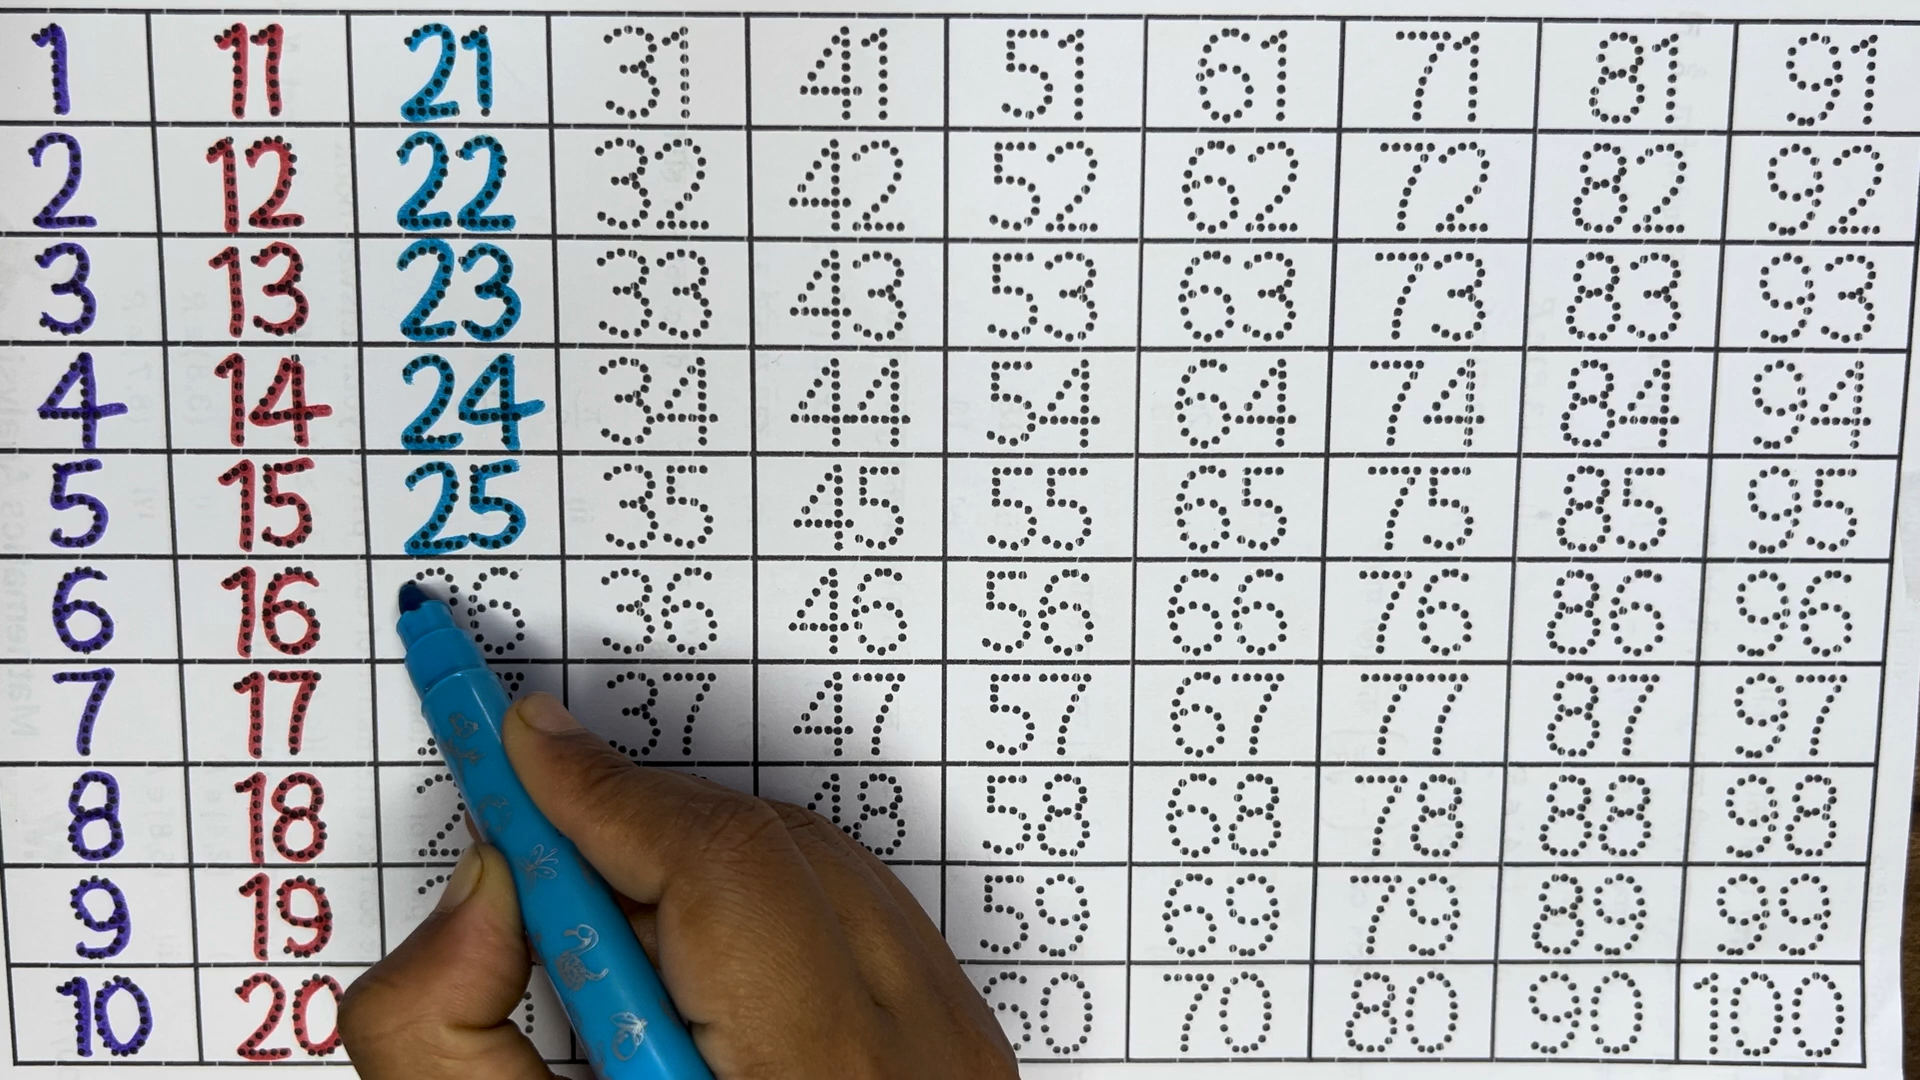 1 11 21 31 41 51 61 71 81 91
2 12 22 32 42 52 62 72 82 92
3 13 23 33 43 53 63 73 83 93
4 14 24 34 44 54 64 74 84 94
5 15 25 35 45 55 65 75 85 95
6 16 26 36 46 56 66 76 86 96
7 17 37 47 57 67 77 87 97
8 18 48 58 68 78 88 98
9 19 59 69 79 89 99
10 20 60 70 80 90 100